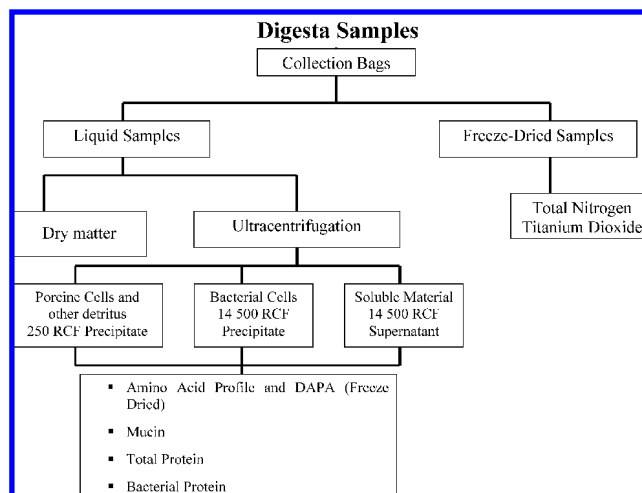 Digesta Samples
Collection Bags
Liquid Samples
Freeze-Dried Samples
Dry matter
Ultracentrifugation
Total Nitrogen
Titanium Dioxide
Porcine Cells and
other detritus
250 RCF Precipitate
Bacterial Cells
14 500 RCF
Precipitate
Soluble Material
14 500 RCF
Supernatant
▪ Amino Acid Profile and DAPA (Freeze
Dried)
▪ Mucin
▪ Total Protein
▪ Bacterial Protein